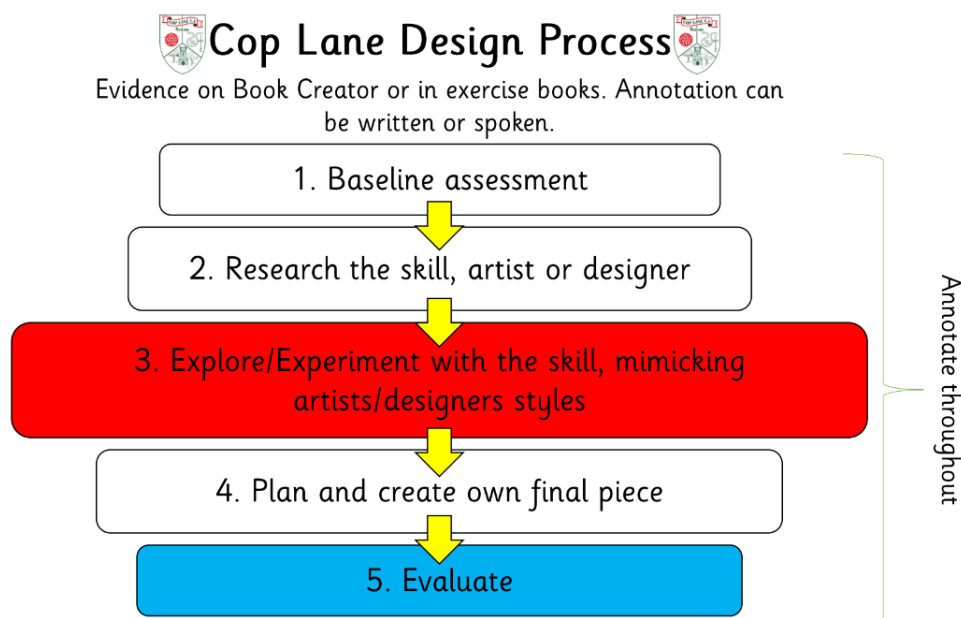 Cop Lane Design Process
Evidence on Book Creator or in exercise books. Annotation can
be written or spoken.
1. Baseline assessment
2. Research the skill, artist or designer
3. Explore/Experiment with the skill, mimicking
artists/designers styles
4. Plan and create own final piece
5. Evaluate
Annotate throughout